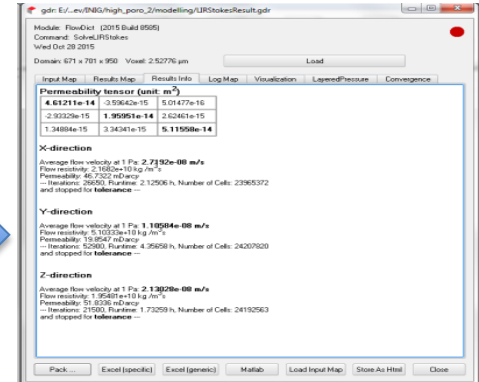 gdr: E:/...ev/INIG/high_poro_2/modelling/LIRStokesResult.gdr
Module: FlowDict (2015 Build 8585)
Command: SolveLIRStokes
Wed Oct 28 2015
Domain: 671 x 701 x 950 Voxel: 2.52776 µm
Load
Input Map Results Map Results Info Log Map Visualization LayeredPressure Convergence
Permeability tensor (unit: m²)
4.61211e-14 -3.59642e-15 5.01477e-16
-2.93329e-15 1.95951e-14 2.62461e-15
1.34884e-15 3.34341e-15 5.11558e-14
X-direction
Average flow velocity at 1 Pa: 2.7192e-08 m/s
Flow resistivity: 2.1682e+10 kg /m³s
Permeability: 46.7322 mDarcy
--- Iterations: 26650, Runtime: 2.12506 h, Number of Cells: 23965372
and stopped for tolerance ---
Y-direction
Average flow velocity at 1 Pa: 1.10584e-08 m/s
Flow resistivity: 5.10333e+10 kg /m³s
Permeability: 19.8547 mDarcy
--- Iterations: 52900, Runtime: 4.35658 h, Number of Cells: 24207820
and stopped for tolerance ---
Z-direction
Average flow velocity at 1 Pa: 2.13028e-08 m/s
Flow resistivity: 1.95481e+10 kg /m³s
Permeability: 51.8336 mDarcy
--- Iterations: 21500, Runtime: 1.73259 h, Number of Cells: 24192563
and stopped for tolerance ---
Pack... Excel (specific) Excel (generic) Matlab Load Input Map Store As Html Close